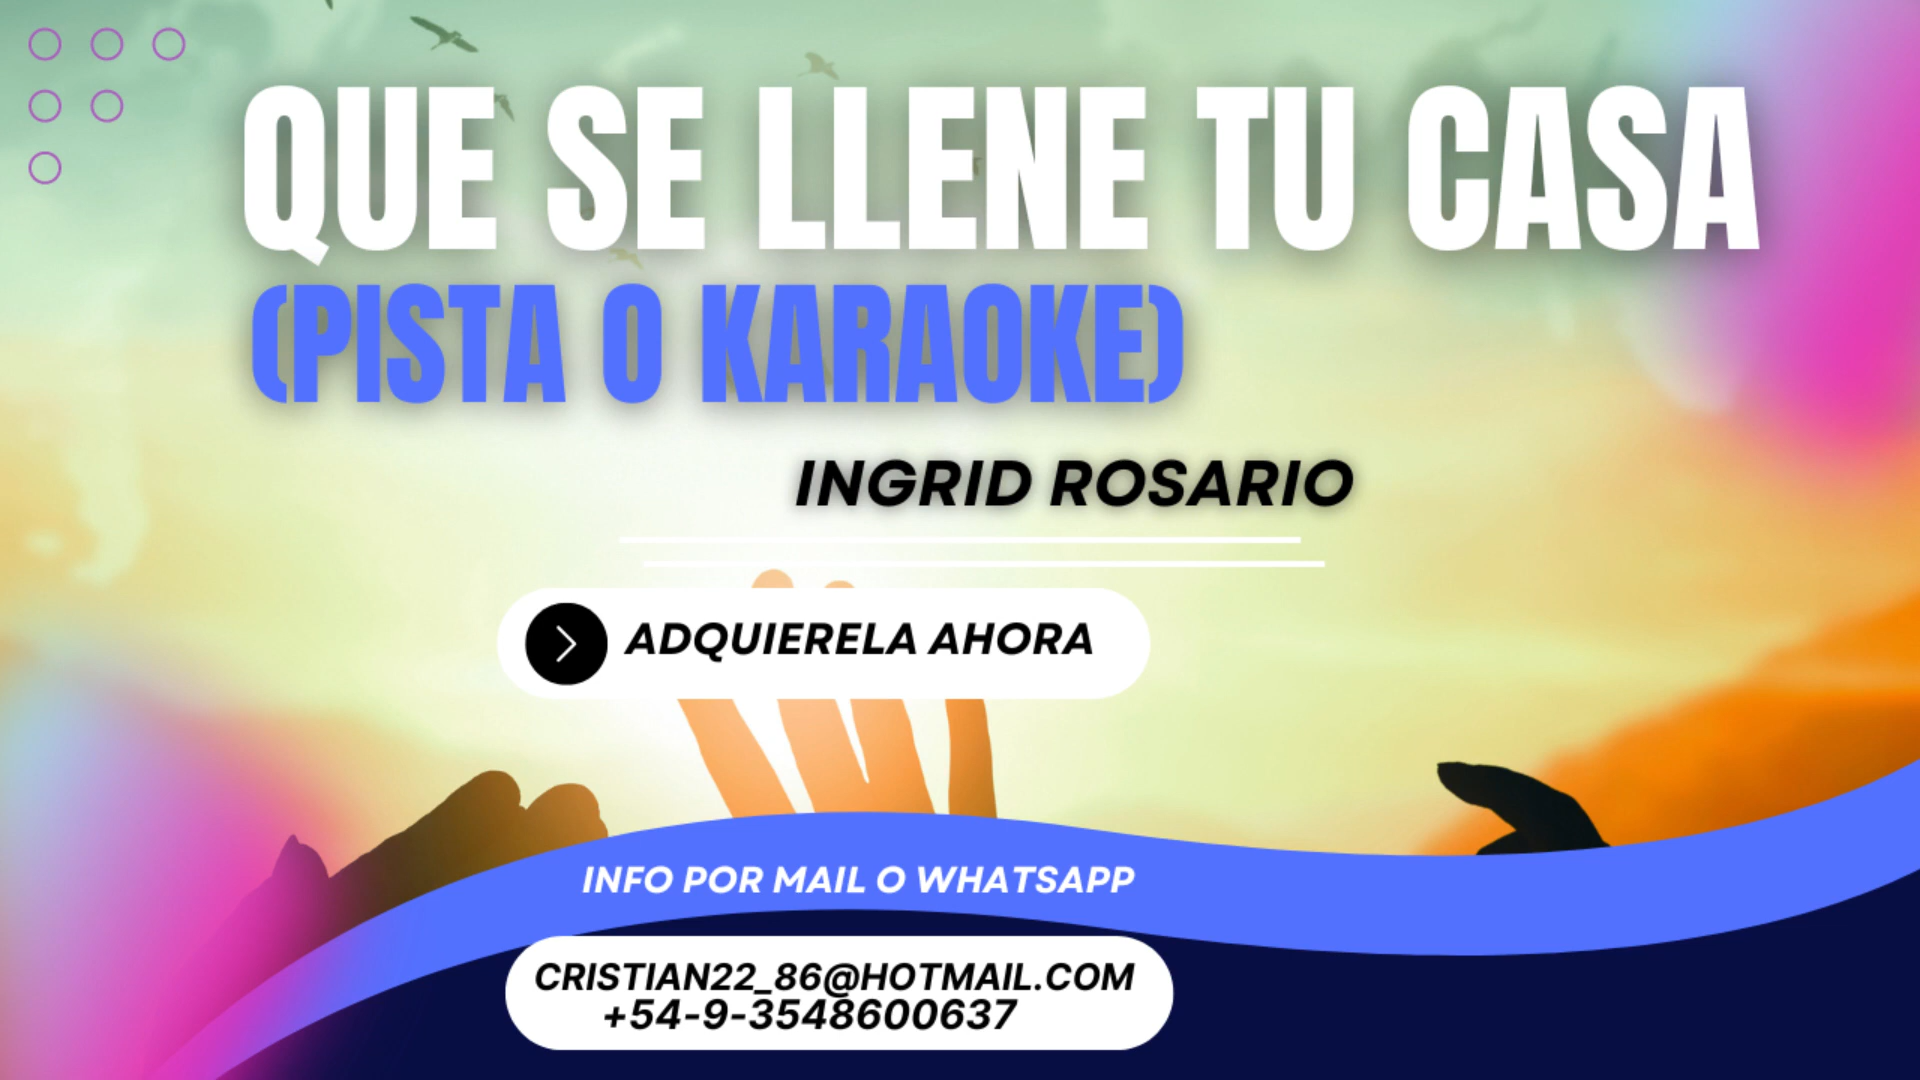 QUE SE LLENE TU CASA
(PISTA O KARAOKE)
INGRID ROSARIO
ADQUIERELA AHORA
INFO POR MAIL O WHATSAPP
CRISTIAN22_86@HOTMAIL.COM
+54-9-3548600637